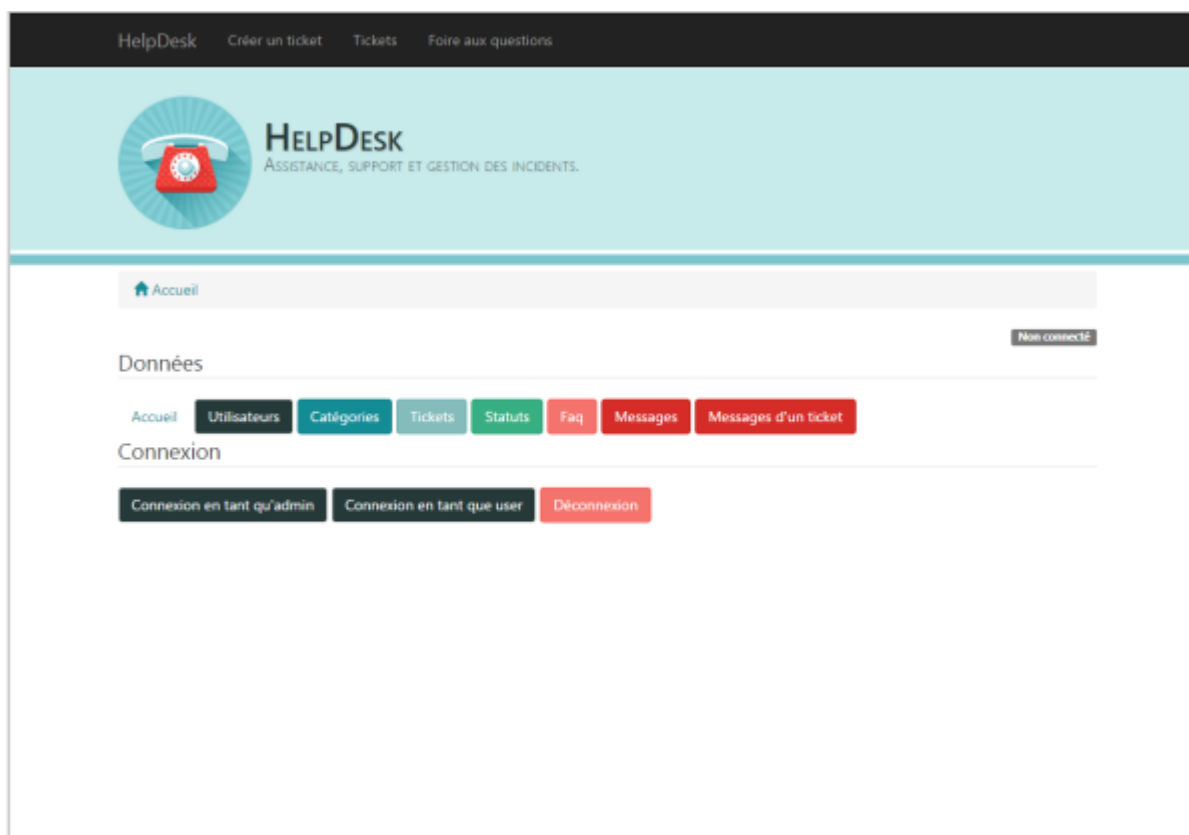 HelpDesk Créer un ticket Tickets Foire aux questions
HELPDESK
ASSISTANCE, SUPPORT ET GESTION DES INCIDENTS.
Accueil
Non connecté
Données
Accueil Utilisateurs Catégories Tickets Statuts Faq Messages Messages d'un ticket
Connexion
Connexion en tant qu'admin Connexion en tant que user Déconnexion